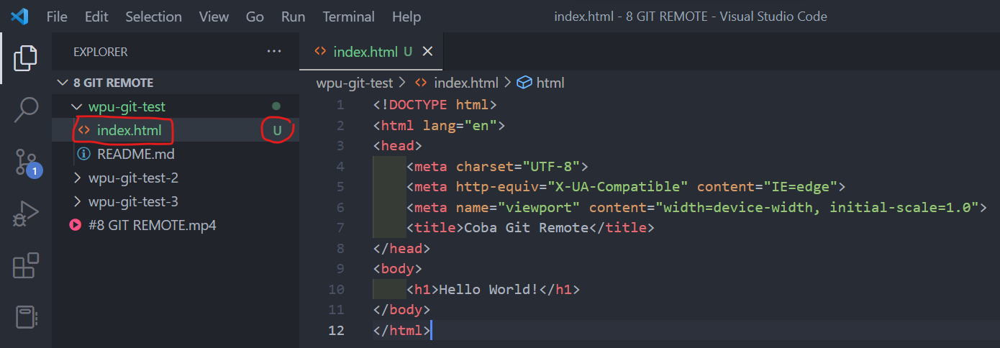 File Edit Selection View Go Run Terminal Help index.html - 8 GIT REMOTE - Visual Studio Code
EXPLORER ···
8 GIT REMOTE
wpu-git-test
index.html U
README.md
wpu-git-test-2
wpu-git-test-3
#8 GIT REMOTE.mp4
1
index.html U
wpu-git-test > index.html > html
1 <!DOCTYPE html>
2 <html lang="en">
3 <head>
4     <meta charset="UTF-8">
5     <meta http-equiv="X-UA-Compatible" content="IE=edge">
6     <meta name="viewport" content="width=device-width, initial-scale=1.0">
7     <title>Coba Git Remote</title>
8 </head>
9 <body>
10     <h1>Hello World!</h1>
11 </body>
12 </html>